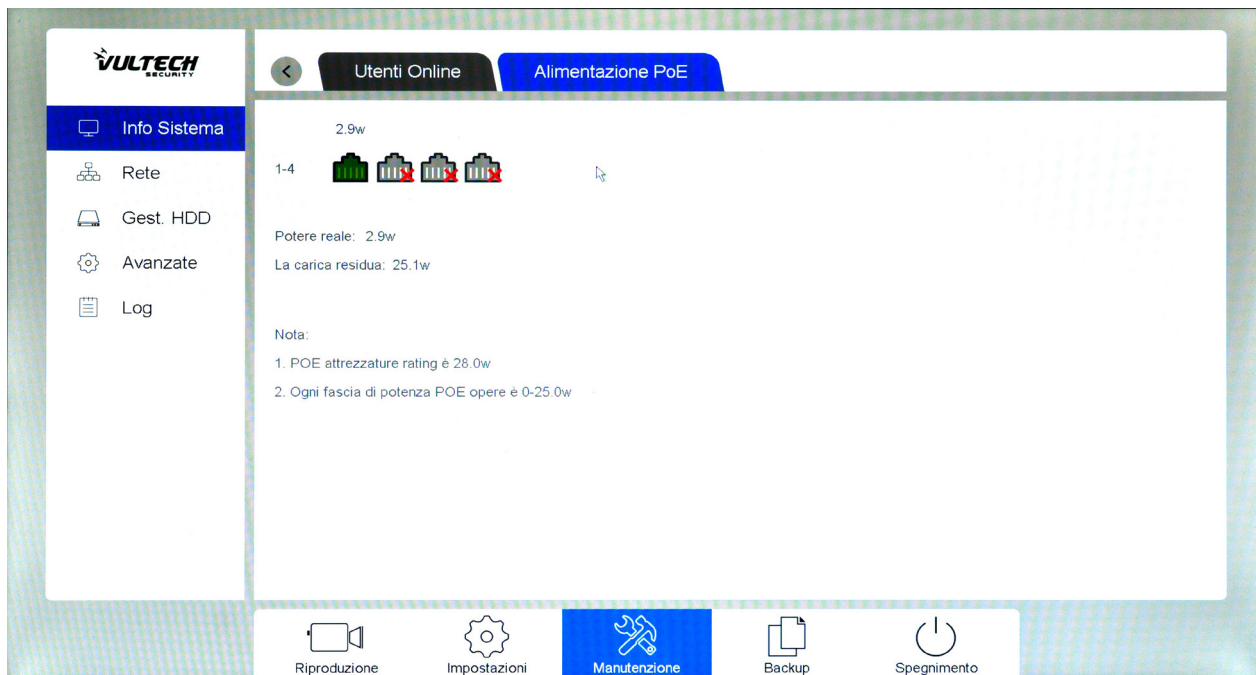 VULTECH
SECURITY
Utenti Online
Alimentazione PoE
Info Sistema
Rete
Gest. HDD
Avanzate
Log
2.9w
1-4
Potere reale: 2.9w
La carica residua: 25.1w
Nota:
1. POE attrezzature rating è 28.0w
2. Ogni fascia di potenza POE opere è 0-25.0w
Riproduzione
Impostazioni
Manutenzione
Backup
Spegnimento